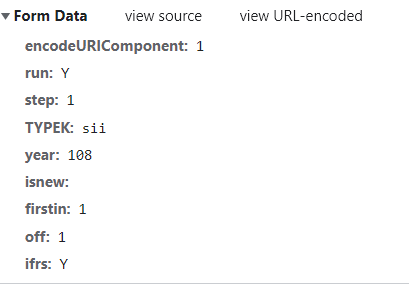 ▼Form Data view source view URL-encoded
encodeURIComponent: 1
run: Y
step: 1
TYPEK: sii
year: 108
isnew:
firstin: 1
off: 1
ifrs: Y